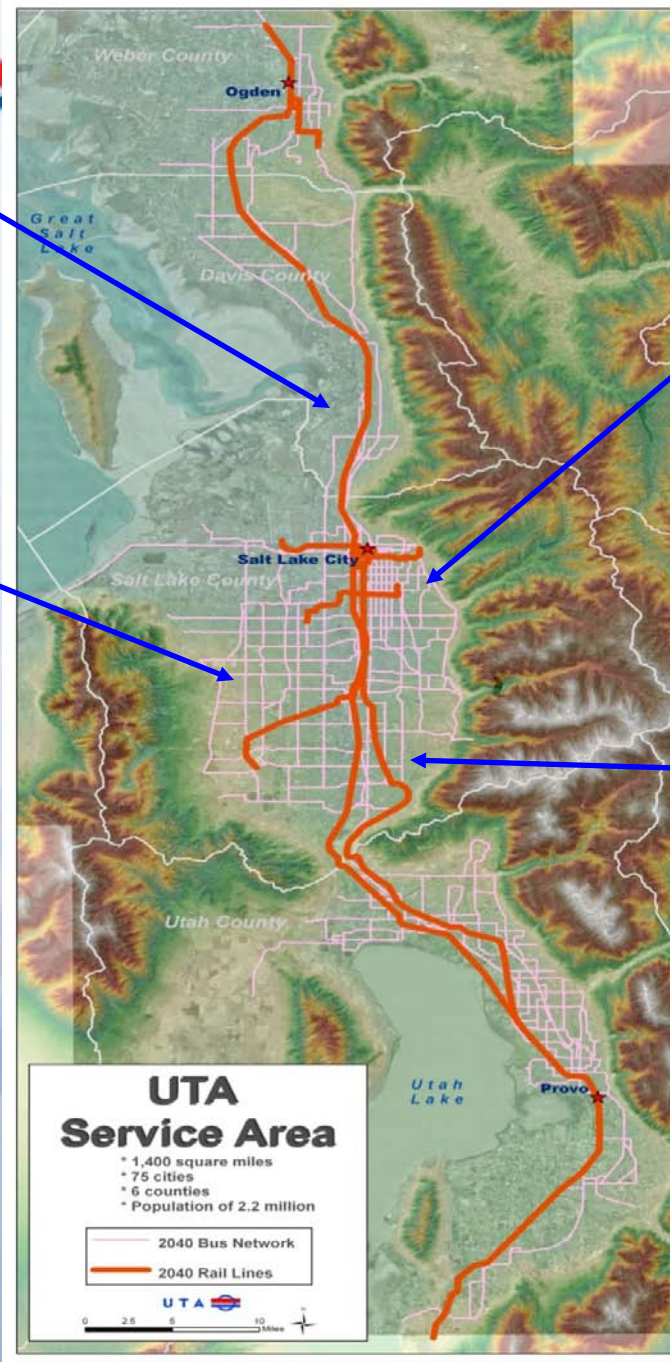 Weber County
Ogden
Great
Salt
Lake
Davis County
Salt Lake City
Salt Lake County
Utah County
Utah
Lake
Provo
UTA
Service Area
* 1,400 square miles
* 75 cities
* 6 counties
* Population of 2.2 million
2040 Bus Network
2040 Rail Lines
UTA
0 2.5 5 10
Miles